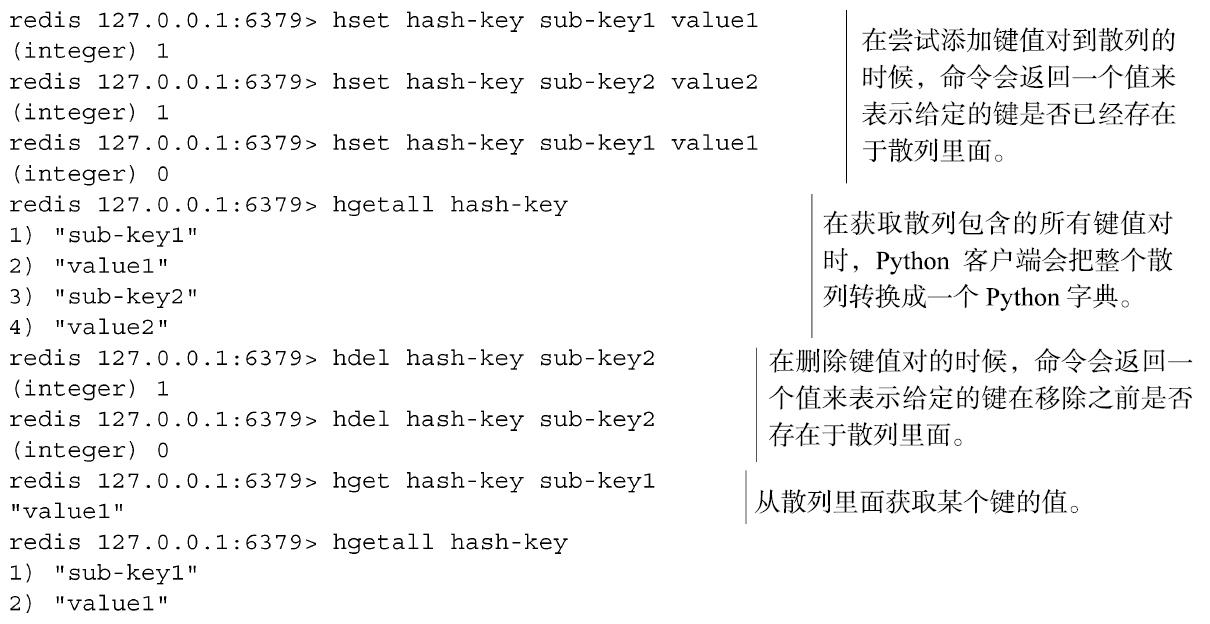 redis 127.0.0.1:6379> hset hash-key sub-key1 value1
(integer) 1
redis 127.0.0.1:6379> hset hash-key sub-key2 value2
(integer) 1
redis 127.0.0.1:6379> hset hash-key sub-key1 value1
(integer) 0
在尝试添加键值对到散列的
时候，命令会返回一个值来
表示给定的键是否已经存在
于散列里面。
redis 127.0.0.1:6379> hgetall hash-key
1) "sub-key1"
2) "value1"
3) "sub-key2"
4) "value2"
在获取散列包含的所有键值对
时，Python 客户端会把整个散
列转换成一个 Python 字典。
redis 127.0.0.1:6379> hdel hash-key sub-key2
(integer) 1
redis 127.0.0.1:6379> hdel hash-key sub-key2
(integer) 0
在删除键值对的时候，命令会返回一
个值来表示给定的键在移除之前是否
存在于散列里面。
redis 127.0.0.1:6379> hget hash-key sub-key1
"value1"
从散列里面获取某个键的值。
redis 127.0.0.1:6379> hgetall hash-key
1) "sub-key1"
2) "value1"